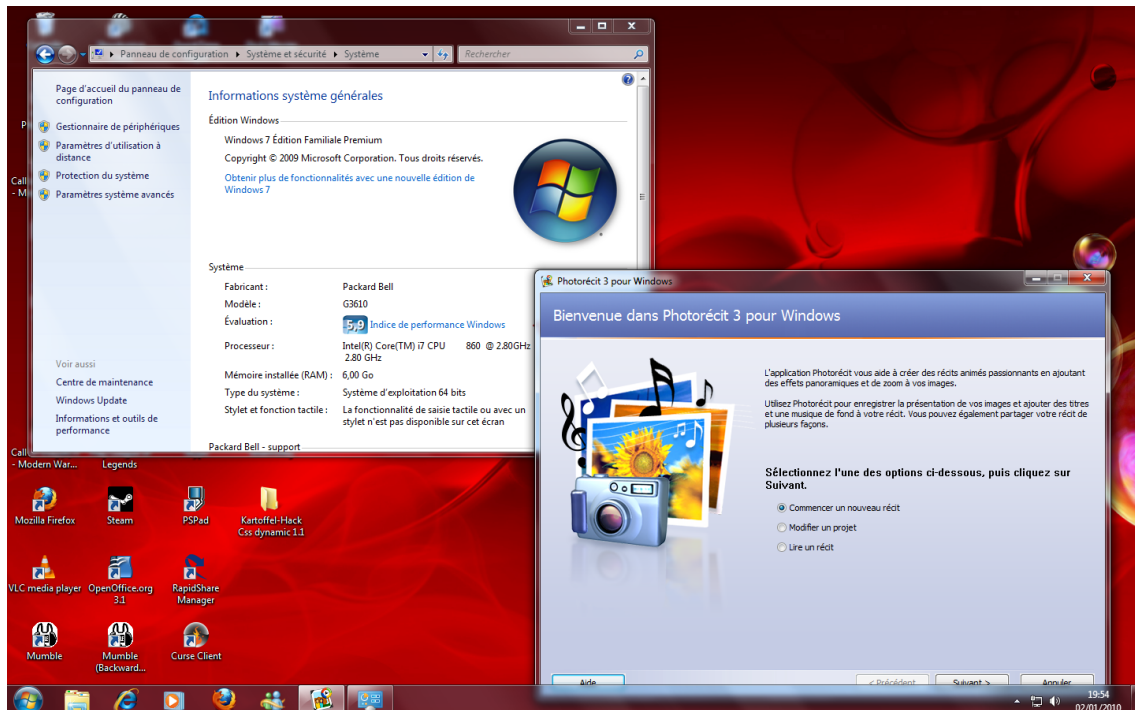 Panneau de configuration
Système et sécurité
Système
Rechercher
Page d'accueil du panneau de
configuration
Gestionnaire de périphériques
Paramètres d'utilisation à
distance
Protection du système
Paramètres système avancés
Voir aussi
Centre de maintenance
Windows Update
Informations et outils de
performance
Informations système générales
Édition Windows
Windows 7 Édition Familiale Premium
Copyright © 2009 Microsoft Corporation. Tous droits réservés.
Obtenir plus de fonctionnalités avec une nouvelle édition de
Windows 7
Système
Fabricant : Packard Bell
Modèle : G3610
Évaluation : 5,9 Indice de performance Windows
Processeur : Intel(R) Core(TM) i7 CPU 860 @ 2.80GHz
2.80 GHz
Mémoire installée (RAM) : 6,00 Go
Type du système : Système d'exploitation 64 bits
Stylet et fonction tactile : La fonctionnalité de saisie tactile ou avec un
stylet n'est pas disponible sur cet écran
Packard Bell - support
Photorécit 3 pour Windows
Bienvenue dans Photorécit 3 pour Windows
L'application Photorécit vous aide à créer des récits animés passionnants en ajoutant
des effets panoramiques et de zoom à vos images.
Utilisez Photorécit pour enregistrer la présentation de vos images et ajouter des titres
et une musique de fond à votre récit. Vous pouvez également partager votre récit de
plusieurs façons.
Sélectionnez l'une des options ci-dessous, puis cliquez sur
Suivant.
Commencer un nouveau récit
Modifier un projet
Lire un récit
Aide
< Précédent
Suivant >
Annuler
Call
- M
Call
- Modern War...
Legends
Mozilla Firefox
Steam
PSPad
Kartoffel-Hack
Css dynamic 1.1
VLC media player
OpenOffice.org
3.1
RapidShare
Manager
Mumble
Mumble
(Backward...
Curse Client
19:54
02/01/2010